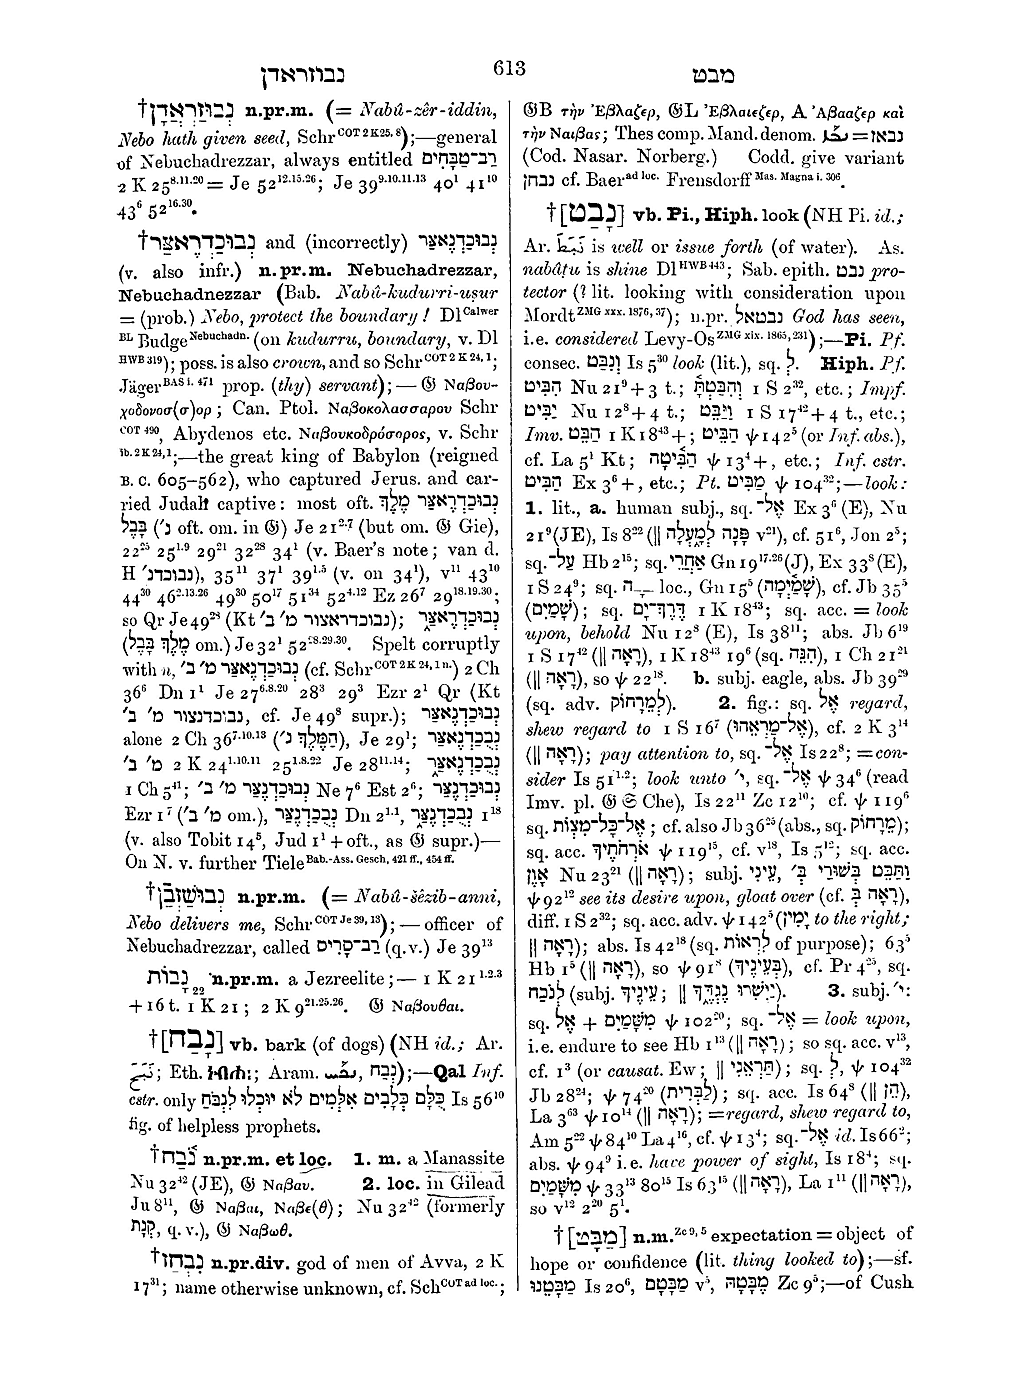 נבוזראדן 613 מבט
†נְבוּזַרְאֲדָן n.pr.m. (= Nabû-zêr-iddin,
Nebo hath given seed, Schr COT 2 K 25, 8);—general
of Nebuchadrezzar, always entitled רַב־טַבָּחִים
2 K 25 8.11.20 = Je 52 12.15.26; Je 39 9.10.11.13 40 1 41 10
43 6 52 16.30.
†נְבוּכַדְרֶאצַּר and (incorrectly) נְבוּכַדְנֶאצַּר
(v. also infr.) n.pr.m. Nebuchadrezzar,
Nebuchadnezzar (Bab. Nabû-kudurri-uṣur
= (prob.) Nebo, protect the boundary! Dl Calwer
BL Budge Nebuchadn. (on kudurru, boundary, v. Dl
HWB 319); poss. is also crown, and so Schr COT 2 K 24, 1;
Jäger BAS i. 471 prop. (thy) servant);—𝔊 Ναβου-
χοδονοσ(σ)ορ; Can. Ptol. Ναβοκολασσαρου Schr
COT 490, Abydenos etc. Ναβουκοδρόσορος, v. Schr
ib. 2 K 24, 1;—the great king of Babylon (reigned
B.C. 605–562), who captured Jerus. and car-
ried Judah captive: most oft. נְבוּכַדְרֶאצַּר מֶלֶךְ
בָּבֶל (נ׳ oft. om. in 𝔊) Je 21 2.7 (but om. 𝔊 Gie),
22 25 25 1.9 29 21 32 28 34 1 (v. Baer's note; van d.
H נבוכדנ׳), 35 11 37 1 39 1.5 (v. on 34 1), v 11 43 10
44 30 46 2.13.26 49 30 50 17 51 34 52 4.12 Ez 26 7 29 18.19.30;
so Qr Je 49 28 (Kt נבוכדראצור מ׳ ב׳); נְבוּכַדְרֶאצַּר
(מֶלֶךְ בָּבֶל om.) Je 32 1 52 28.29.30. Spelt corruptly
with n, נְבוּכַדְנֶאצַּר מ׳ ב׳ (cf. Schr COT 2 K 24, 1 n.) 2 Ch
36 6 Dn 1 1 Je 27 6.8.20 28 3 29 3 Ezr 2 1 Qr (Kt
נבוכדנצור מ׳ ב׳, cf. Je 49 28 supr.); נְבוּכַדְנֶאצַּר
alone 2 Ch 36 7.10.13 (נ׳ הַמֶּלֶךְ), Je 29 1; נְבֻכַדְנֶאצַּר
מ׳ ב׳ 2 K 24 1.10.11 25 1.8.22 Je 28 11.14; נְבֻכַדְנֶאצַּר
1 Ch 5 41; נְבוּכַדְנֶצַּר מ׳ ב׳ Ne 7 6 Est 2 6; נְבוּכַדְנֶצַּר
Ezr 1 7 (מ׳ ב׳ om.), נְבֻכַדְנֶצַּר Dn 2 1.1, נְבֻכַדְנֶצַּר 1 18
(v. also Tobit 14 5, Jud 1 1 + oft., as 𝔊 supr.)—
On N. v. further Tiele Bab.-Ass. Gesch, 421 ff., 454 ff.
†נְבוּשַׁזְבָּן n.pr.m. (= Nabû-šêzib-anni,
Nebo delivers me, Schr COT Je 39, 13);—officer of
Nebuchadrezzar, called רַב־סָרִיס (q.v.) Je 39 13
נָבוֹת T22 n.pr.m. a Jezreelite;—1 K 21 1.2.3
+ 16 t. 1 K 21; 2 K 9 21.25.26. 𝔊 Ναβουθαι.
†[נָבַח] vb. bark (of dogs) (NH id.; Ar.
نَبَحَ; Eth. ነብሐ፡; Aram. ܢܒܚ, נְבַח);—Qal Inf.
cstr. only כֻּלָּם כְּלָבִים אִלְּמִים לֹא יוּכְלוּ לִנְבֹּחַ Is 56 10
fig. of helpless prophets.
†נֹבַח n.pr.m. et loc. 1. m. a Manassite
Nu 32 42 (JE), 𝔊 Ναβαυ. 2. loc. in Gilead
Ju 8 11, 𝔊 Ναβαι, Ναβε(θ); Nu 32 42 (formerly
קְנָת, q.v.), 𝔊 Ναβωθ.
†נִבְחַז n.pr.div. god of men of Avva, 2 K
17 31; name otherwise unknown, cf. Sch COT ad loc.;
𝔊B τὴν Ἐβλαζερ, 𝔊L Ἐβλαιεζερ, A Ἀβααζερ καὶ
τὴν Ναιβας; Thes comp. Mand. denom. נבאז =
(Cod. Nasar. Norberg.) Codd. give variant
נבחן cf. Baer ad loc. Frensdorff Mas. Magna i. 306.
†[נָבַט] vb. Pi., Hiph. look (NH Pi. id.;
Ar. نَبَطَ is well or issue forth (of water). As.
nabâṭu is shine Dl HWB 443; Sab. epith. נבט pro-
tector (? lit. looking with consideration upon
Mordt ZMG xxx. 1876, 37); n.pr. נבטאל God has seen,
i.e. considered Levy-Os ZMG xix. 1865, 231);—Pi. Pf.
consec. וְנִבַּט Is 5 30 look (lit.), sq. לְ. Hiph. Pf.
הִבִּיט Nu 21 9 + 3 t.; וְהִבַּטְתָּ 1 S 2 32, etc.; Impf.
יַבִּיט Nu 12 8 + 4 t.; וַיַּבֵּט 1 S 17 42 + 4 t., etc.;
Imv. הַבֵּט 1 K 18 43 +; הַבֵּיט ψ 142 5 (or Inf. abs.),
cf. La 5 1 Kt; הַבִּיטָה ψ 13 4 +, etc.; Inf. cstr.
הַבִּיט Ex 3 6 +, etc.; Pt. מַבִּיט ψ 104 32;—look:
1. lit., a. human subj., sq. אֶל־ Ex 3 6 (E), Nu
21 9 (JE), Is 8 22 (|| פָּנָה לְמָעְלָה v 21), cf. 51 6, Jon 2 5;
sq. עַל־ Hb 2 15; sq. אַחֲרֵי Gn 19 17.26 (J), Ex 33 8 (E),
1 S 24 9; sq. ־ָה loc., Gn 15 5 (שָׁמַיְמָה), cf. Jb 35 5
(שָׁמַיִם); sq. דֶּרֶךְ־יָם 1 K 18 43; sq. acc. = look
upon, behold Nu 12 8 (E), Is 38 11; abs. Jb 6 19
1 S 17 42 (|| רָאָה), 1 K 18 43 19 6 (sq. הִנֵּה), 1 Ch 21 21
(|| רָאָה), so ψ 22 18. b. subj. eagle, abs. Jb 39 29
(sq. adv. לְמֵרָחוֹק). 2. fig.: sq. אֶל regard,
shew regard to 1 S 16 7 (אֶל־מַרְאֵהוּ), cf. 2 K 3 14
(|| רָאָה); pay attention to, sq. אֶל־ Is 22 8; = con-
sider Is 51 1.2; look unto י׳, sq. אֶל־ ψ 34 6 (read
Imv. pl. 𝔊 𝔖 Che), Is 22 11 Zc 12 10; cf. ψ 119 6
sq. אֶל־כָּל־מִצְוֹת; cf. also Jb 36 25 (abs., sq. מֵרָחוֹק);
sq. acc. אֹרְחֹתֶיךָ ψ 119 15, cf. v 18, Is 5 12; sq. acc.
אָוֶן Nu 23 21 (|| רָאָה); subj. עֵינִי, וַתַּבֵּט בְּשׁוּרָי בְּ׳
ψ 92 12 see its desire upon, gloat over (cf. רָאָה בְּ),
diff. 1 S 2 32; sq. acc. adv. ψ 142 5 (יָמִין to the right;
|| רָאָה); abs. Is 42 18 (sq. לִרְאוֹת of purpose); 63 5
Hb 1 5 (|| רָאָה), so ψ 91 8 (בְּעֵינֶיךָ), cf. Pr 4 25, sq.
לְנֹכַח (subj. עֵינֶיךָ; || יַיְשִׁרוּ נֶגְדֶּךָ). 3. subj. י׳:
sq. אֶל + מִשָּׁמַיִם ψ 102 20; sq. אֶל־ = look upon,
i.e. endure to see Hb 1 13 (|| רָאָה); so sq. acc. v 13,
cf. 1 3 (or causat. Ew; || תַּרְאֵנִי); sq. לְ, ψ 104 32
Jb 28 24; ψ 74 20 (לַבְּרִית); sq. acc. Is 64 8 (|| הֵן),
La 3 63 ψ 10 14 (|| רָאָה); = regard, shew regard to,
Am 5 22 ψ 84 10 La 4 16, cf. ψ 13 4; sq. אֶל־ id. Is 66 2;
abs. ψ 94 9 i.e. have power of sight, Is 18 4; sq.
מִשָּׁמַיִם ψ 33 13 80 15 Is 63 15 (|| רָאָה), La 1 11 (|| רָאָה),
so v 12 2 20 5 1.
†[מַבָּט] n.m. Zc 9, 5 expectation = object of
hope or confidence (lit. thing looked to);—sf.
מַבָּטֵנוּ Is 20 6, מַבָּטָם v 5, מֶבָּטָהּ Zc 9 5;—of Cush